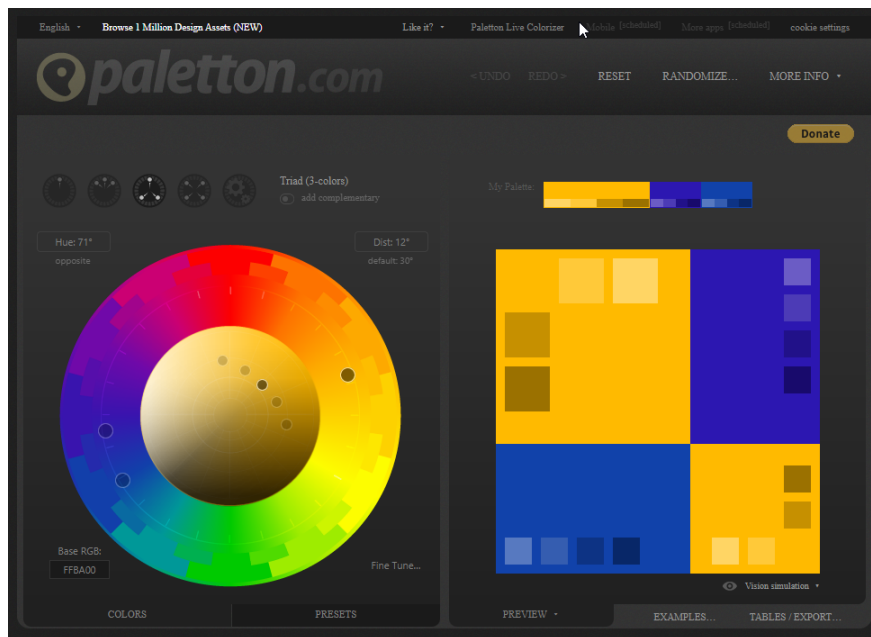 English Browse 1 Million Design Assets (NEW) Like it? Paletton Live Colorizer Mobile [scheduled] More apps [scheduled] cookie settings
paletton.com < UNDO REDO > RESET RANDOMIZE... MORE INFO
Donate
Triad (3-colors)
add complementary
My Palette:
Hue: 71°
opposite
Dist: 12°
default: 30°
Base RGB:
FFBA00
Fine Tune...
Vision simulation
COLORS PRESETS PREVIEW EXAMPLES... TABLES / EXPORT...